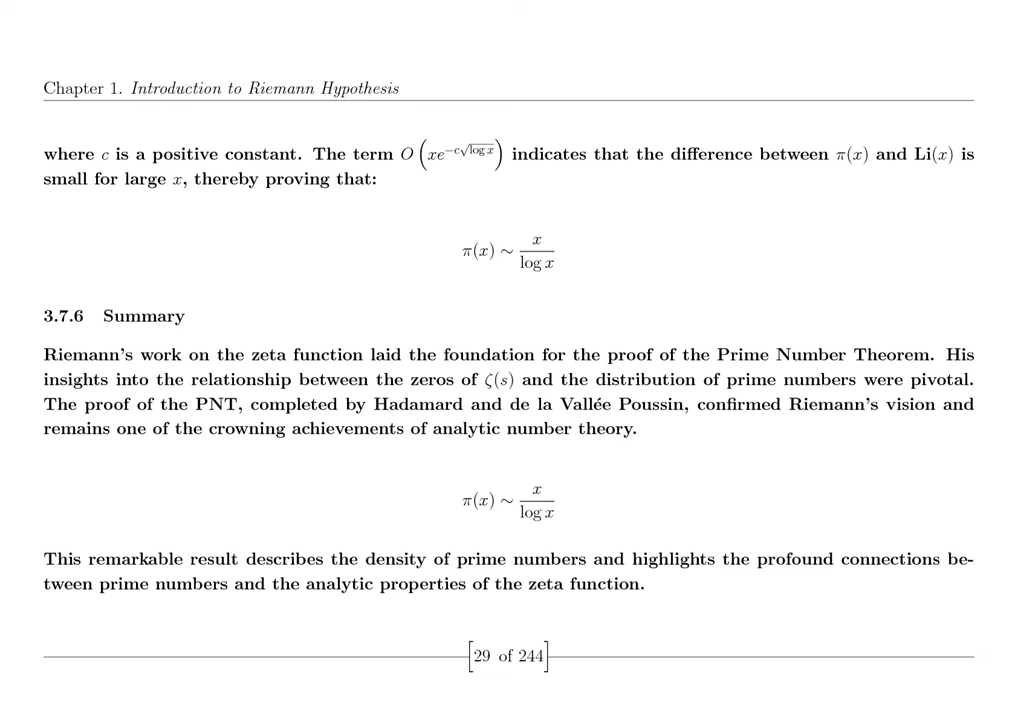 Chapter 1. Introduction to Riemann Hypothesis
where c is a positive constant. The term O(xe^{-c√log x}) indicates that the difference between π(x) and Li(x) is
small for large x, thereby proving that:
π(x) ∼ x / log x
3.7.6 Summary
Riemann's work on the zeta function laid the foundation for the proof of the Prime Number Theorem. His
insights into the relationship between the zeros of ζ(s) and the distribution of prime numbers were pivotal.
The proof of the PNT, completed by Hadamard and de la Vallée Poussin, confirmed Riemann's vision and
remains one of the crowning achievements of analytic number theory.
π(x) ∼ x / log x
This remarkable result describes the density of prime numbers and highlights the profound connections be-
tween prime numbers and the analytic properties of the zeta function.
[29 of 244]